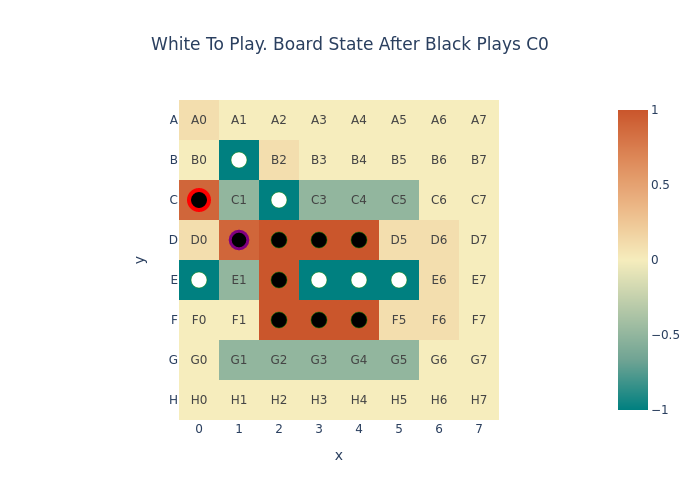 White To Play. Board State After Black Plays C0
A A0 A1 A2 A3 A4 A5 A6 A7
B B0 B2 B3 B4 B5 B6 B7
C C1 C3 C4 C5 C6 C7
D D0 D5 D6 D7
E E1 E6 E7
F F0 F1 F5 F6 F7
G G0 G1 G2 G3 G4 G5 G6 G7
H H0 H1 H2 H3 H4 H5 H6 H7
0 1 2 3 4 5 6 7
x
y
1
0.5
0
−0.5
−1